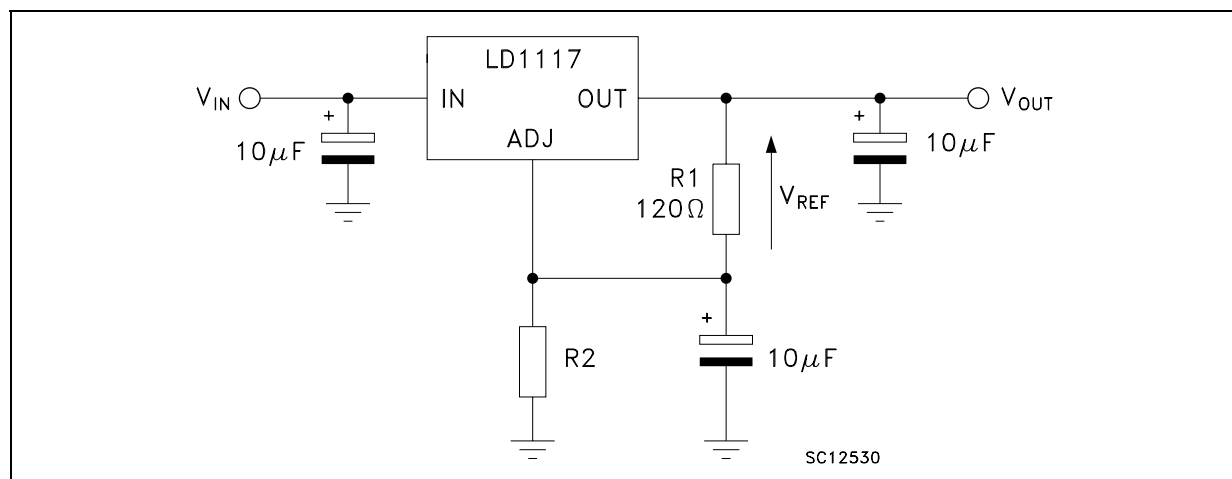 LD1117
V_IN
IN
OUT
V_OUT
+
10μF
ADJ
+
10μF
R1
120Ω
V_REF
+
R2
10μF
SC12530